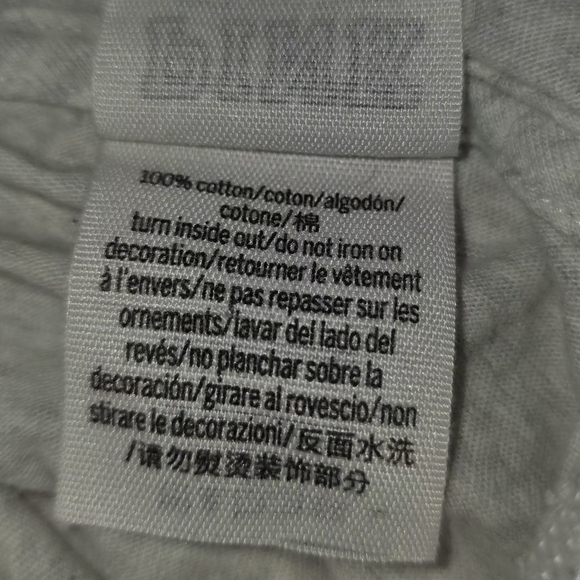 100% cotton/coton/algodón/
cotone/棉
turn inside out/do not iron on
decoration/retourner le vêtement
à l'envers/ne pas repasser sur les
ornements/lavar del lado del
revés/no planchar sobre la
decoración/girare al rovescio/non
stirare le decorazioni/反面水洗
/请勿熨烫装饰部分